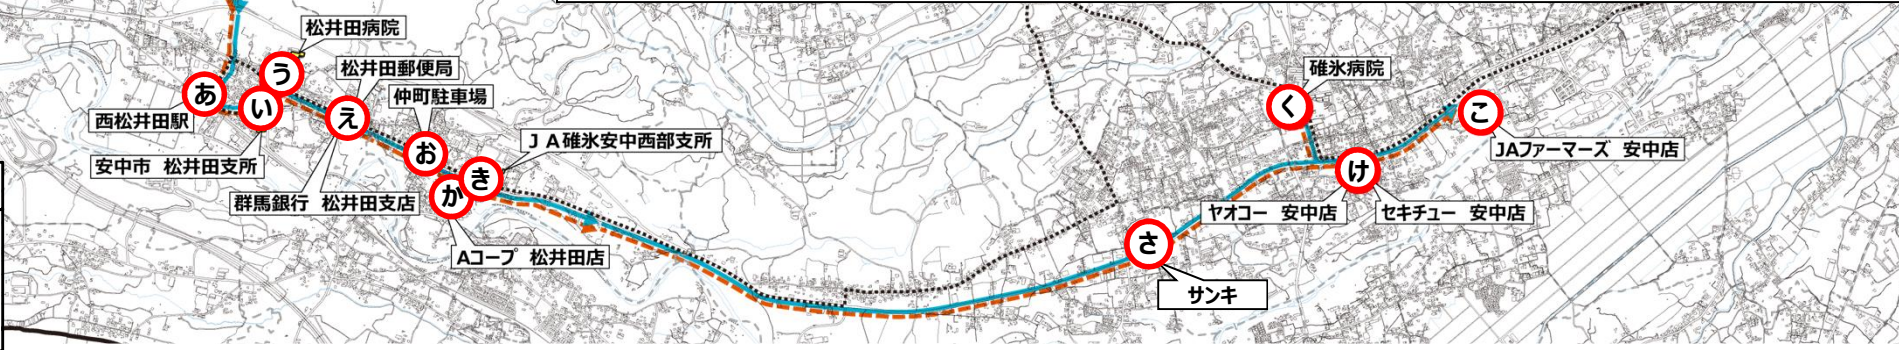 松井田病院
う
松井田郵便局
あ
い
え
仲町駐車場
西松井田駅
お
JA碓氷安中西部支所
安中市 松井田支所
き
群馬銀行 松井田支店
か
Aコープ 松井田店
碓氷病院
く
こ
JAファーマーズ 安中店
け
ヤオコー 安中店
セキチュー 安中店
さ
サンキ